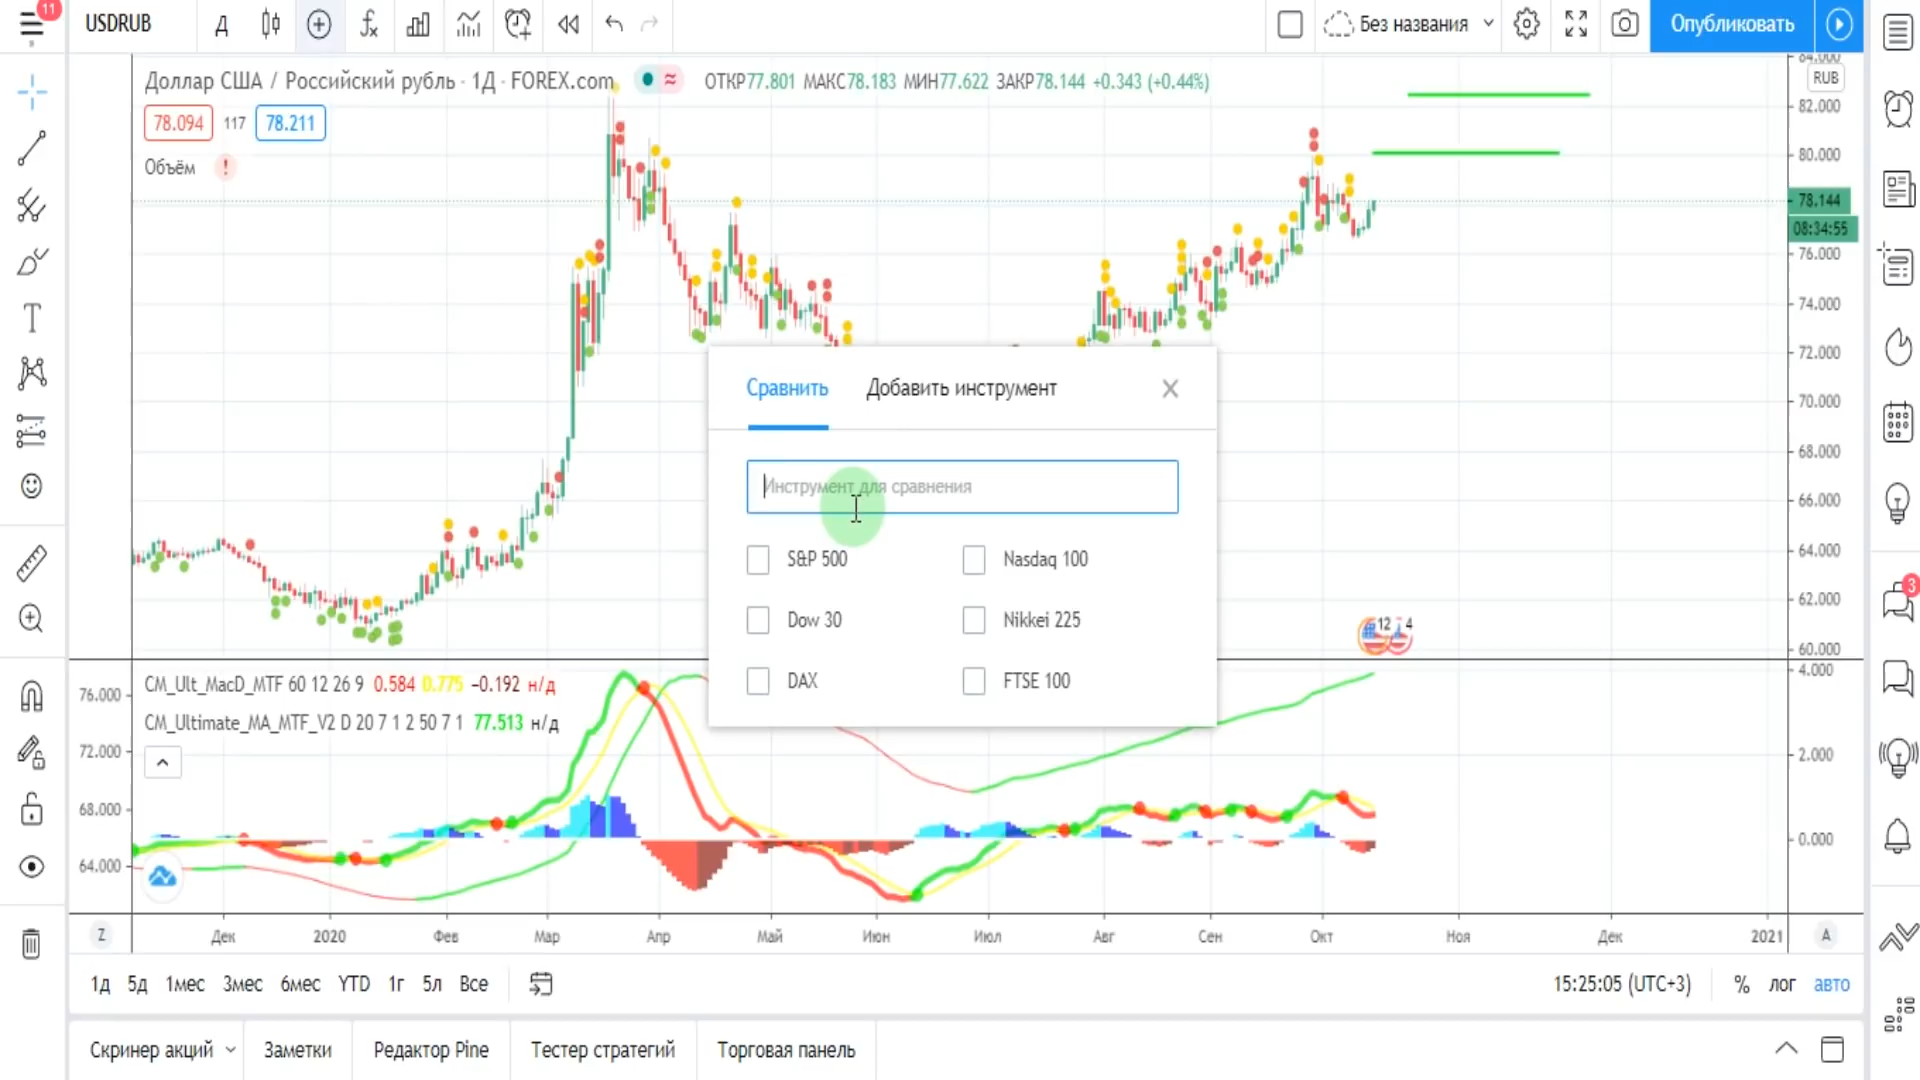 11
USDRUB
Д
Без названия
Опубликовать
Доллар США / Российский рубль · 1Д · FOREX.com
ОТКР77.801 МАКС78.183 МИН77.622 ЗАКР78.144 +0.343 (+0.44%)
RUB
78.094 117 78.211
Объём !
84.000
82.000
80.000
78.144
08:34:55
76.000
74.000
72.000
70.000
68.000
66.000
64.000
62.000
60.000
Сравнить Добавить инструмент
Инструмент для сравнения
S&P 500 Nasdaq 100
Dow 30 Nikkei 225
DAX FTSE 100
12 4
3
CM_Ult_MacD_MTF 60 12 26 9 0.584 0.775 −0.192 н/д
CM_Ultimate_MA_MTF_V2 D 20 7 1 2 50 7 1 77.513 н/д
76.000
72.000
68.000
64.000
4.000
2.000
0.000
Z Дек 2020 Фев Мар Апр Май Июн Июл Авг Сен Окт Ноя Дек 2021 A
1д 5д 1мес 3мес 6мес YTD 1г 5л Все
15:25:05 (UTC+3) % лог авто
Скринер акций Заметки Редактор Pine Тестер стратегий Торговая панель